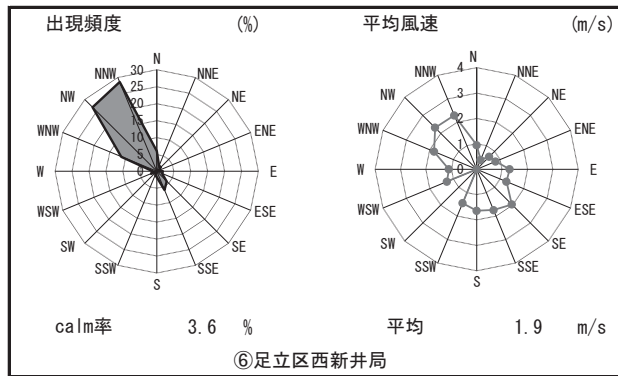 出現頻度 (%)
N
NNE
NE
ENE
E
ESE
SE
SSE
S
SSW
SW
WSW
W
WNW
NW
NNW
30
25
20
15
10
5
0
calm率 3.6 %
平均風速 (m/s)
N
NNE
NE
ENE
E
ESE
SE
SSE
S
SSW
SW
WSW
W
WNW
NW
NNW
4
3
2
1
0
平均 1.9 m/s
⑥足立区西新井局